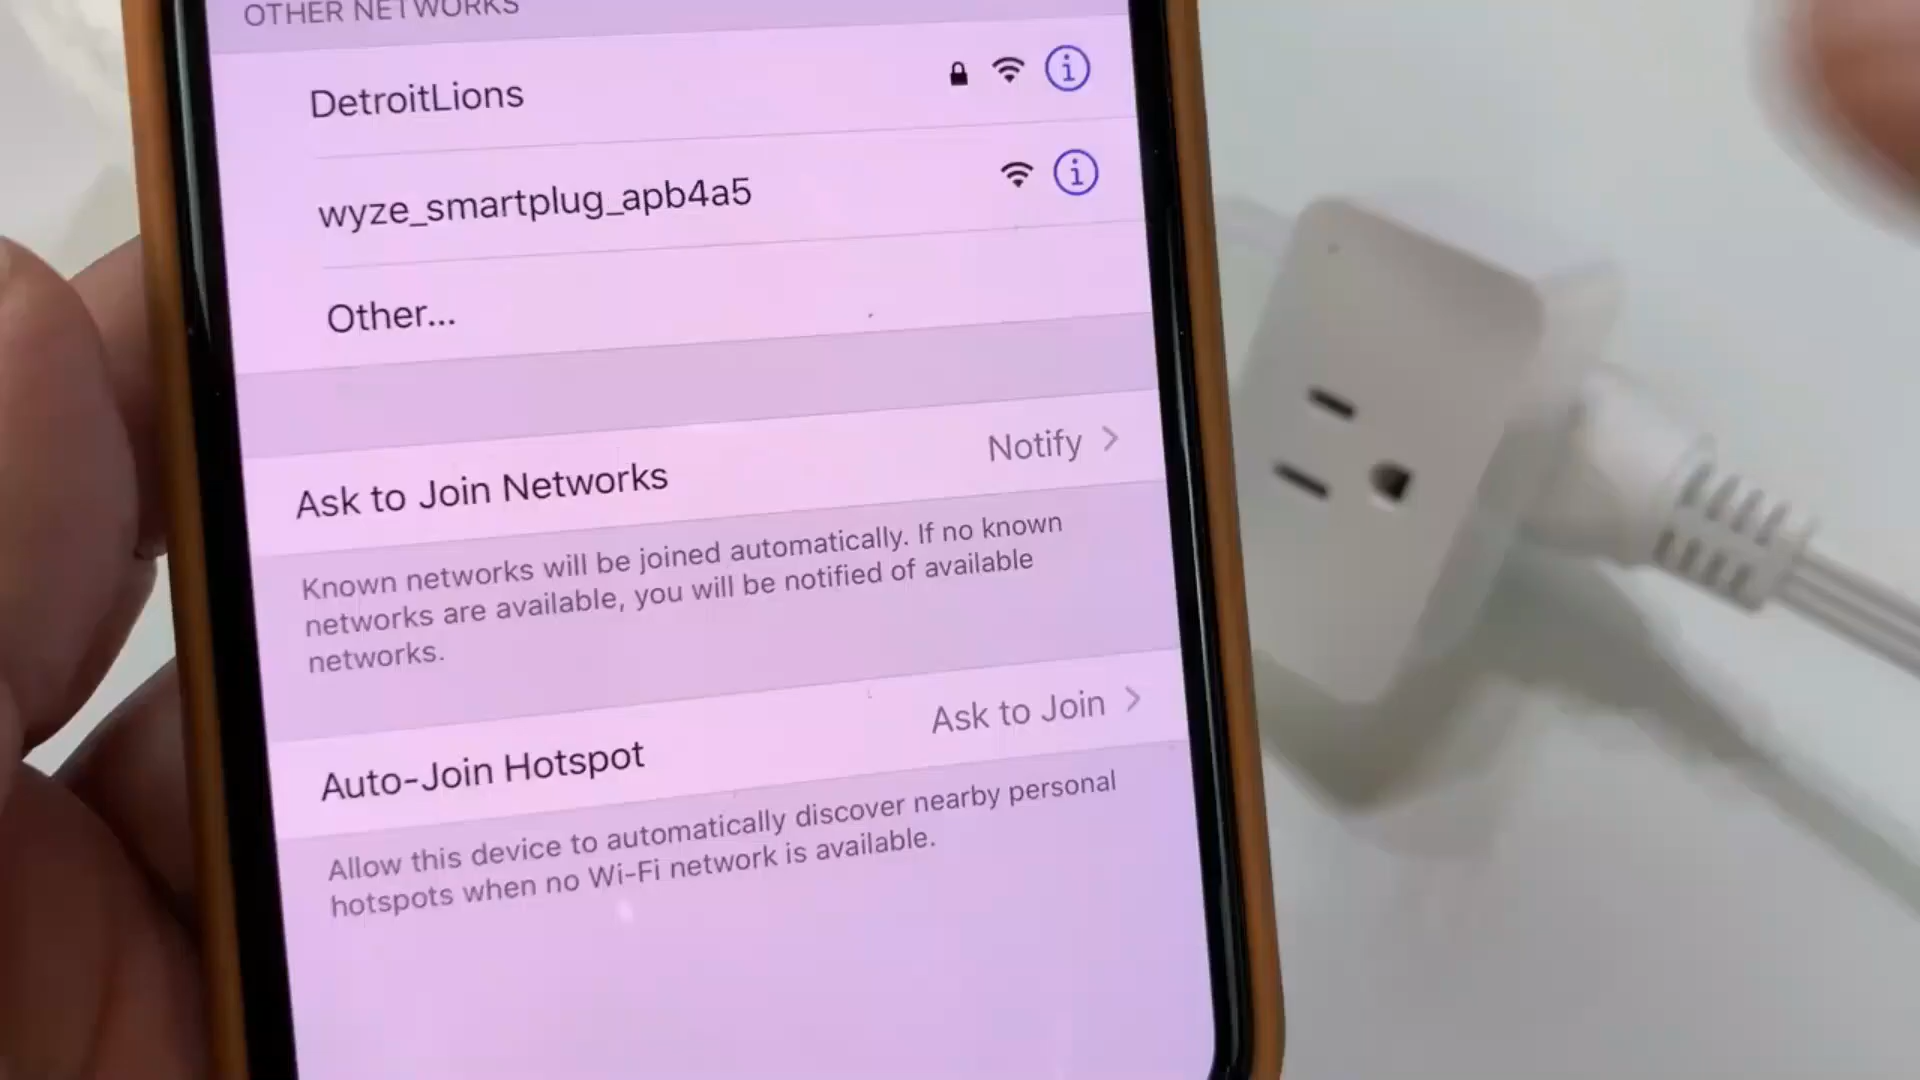 OTHER NETWORKS
DetroitLions
wyze_smartplug_apb4a5
Other...
Ask to Join Networks
Notify
Known networks will be joined automatically. If no known
networks are available, you will be notified of available
networks.
Auto-Join Hotspot
Ask to Join
Allow this device to automatically discover nearby personal
hotspots when no Wi-Fi network is available.